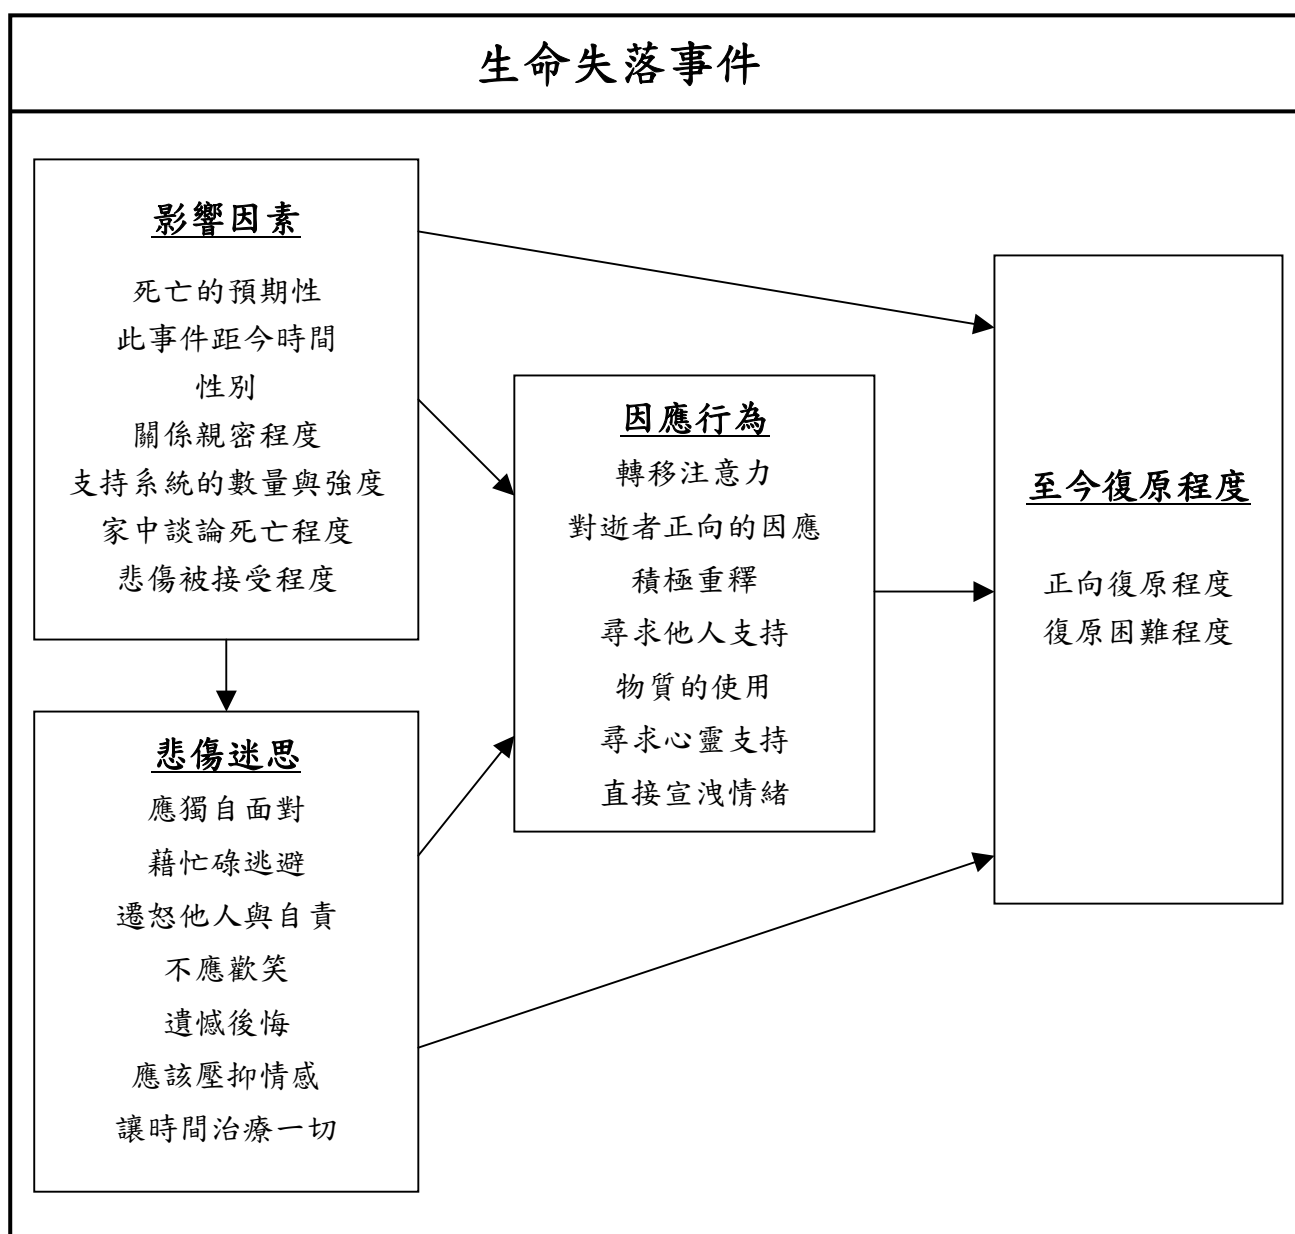 生命失落事件
影響因素
死亡的預期性
此事件距今時間
性別
關係親密程度
支持系統的數量與強度
家中談論死亡程度
悲傷被接受程度
悲傷迷思
應獨自面對
藉忙碌逃避
遷怒他人與自責
不應歡笑
遺憾後悔
應該壓抑情感
讓時間治療一切
因應行為
轉移注意力
對逝者正向的因應
積極重釋
尋求他人支持
物質的使用
尋求心靈支持
直接宣洩情緒
至今復原程度
正向復原程度
復原困難程度